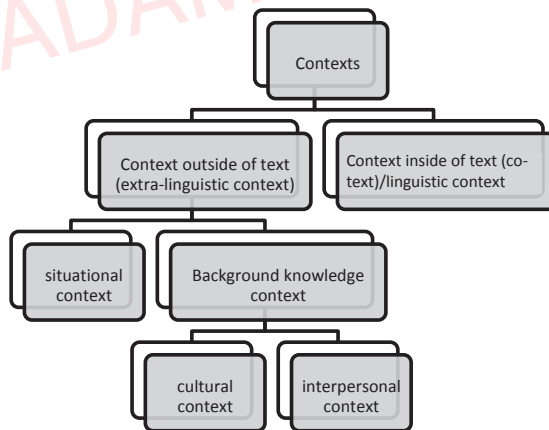 ADAM
Contexts
Context outside of text
(extra-linguistic context)
Context inside of text (co-
text)/linguistic context
situational
context
Background knowledge
context
cultural
context
interpersonal
context